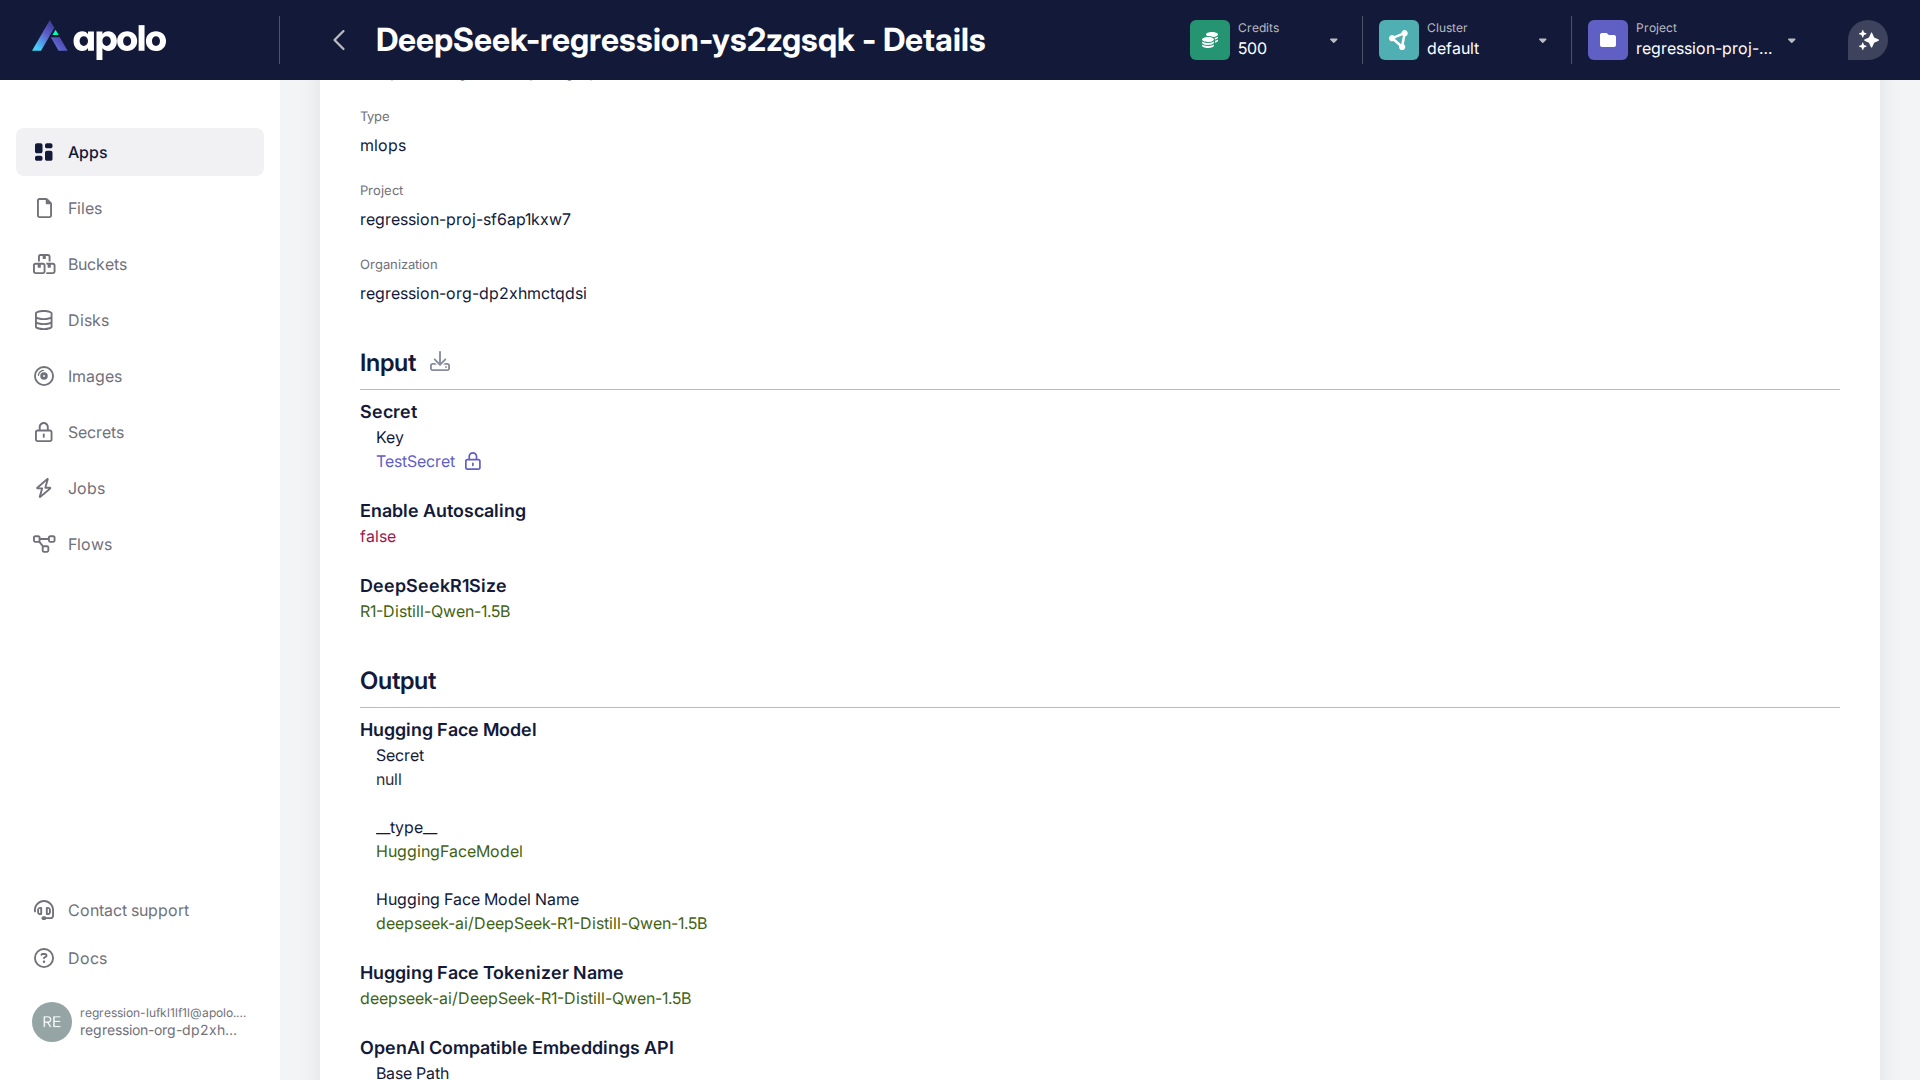 apolo
DeepSeek-regression-ys2zgsqk - Details
Credits
500
Cluster
default
Project
regression-proj-...
Apps
Files
Buckets
Disks
Images
Secrets
Jobs
Flows
Contact support
Docs
RE
regression-lufkl1lf1l@apolo....
regression-org-dp2xh...
Type
mlops
Project
regression-proj-sf6ap1kxw7
Organization
regression-org-dp2xhmctqdsi
Input
Secret
Key
TestSecret
Enable Autoscaling
false
DeepSeekR1Size
R1-Distill-Qwen-1.5B
Output
Hugging Face Model
Secret
null
__type__
HuggingFaceModel
Hugging Face Model Name
deepseek-ai/DeepSeek-R1-Distill-Qwen-1.5B
Hugging Face Tokenizer Name
deepseek-ai/DeepSeek-R1-Distill-Qwen-1.5B
OpenAI Compatible Embeddings API
Base Path